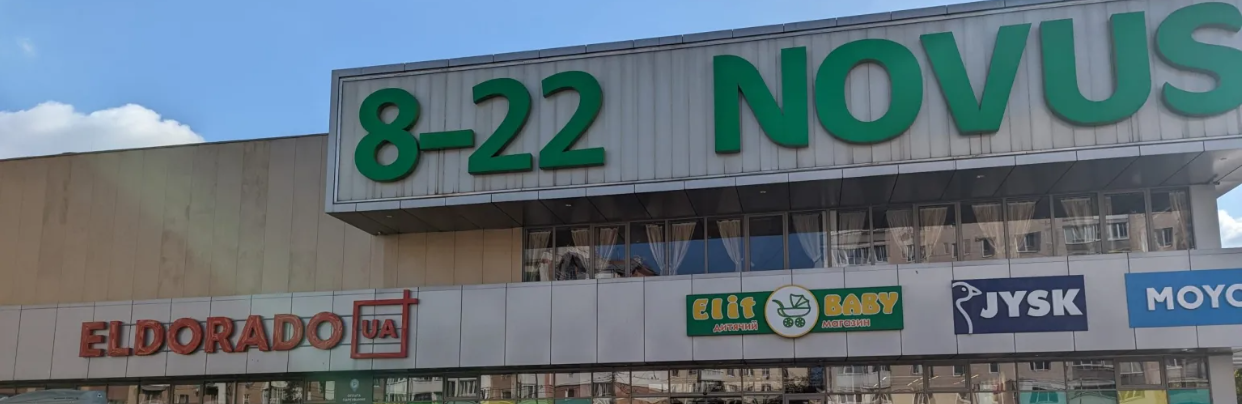 8-22 NOVUS
ELDORADO UA
Elit BABY
ДИТЯЧИЙ МАГАЗИН
JYSK
MOYO